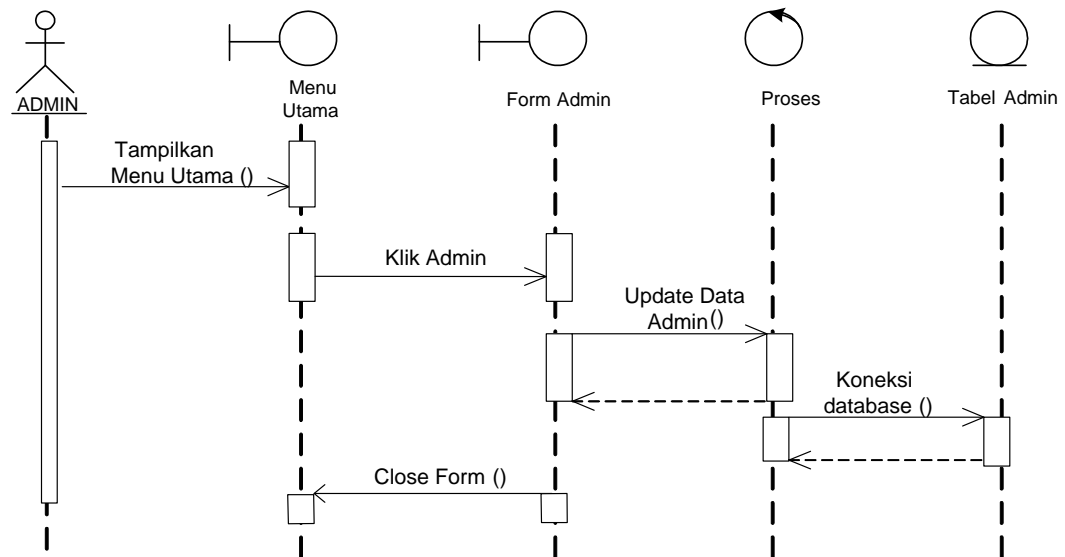 ADMIN
Menu
Utama
Form Admin
Proses
Tabel Admin
Tampilkan
Menu Utama ()
Klik Admin
Update Data
Admin()
Koneksi
database ()
Close Form ()